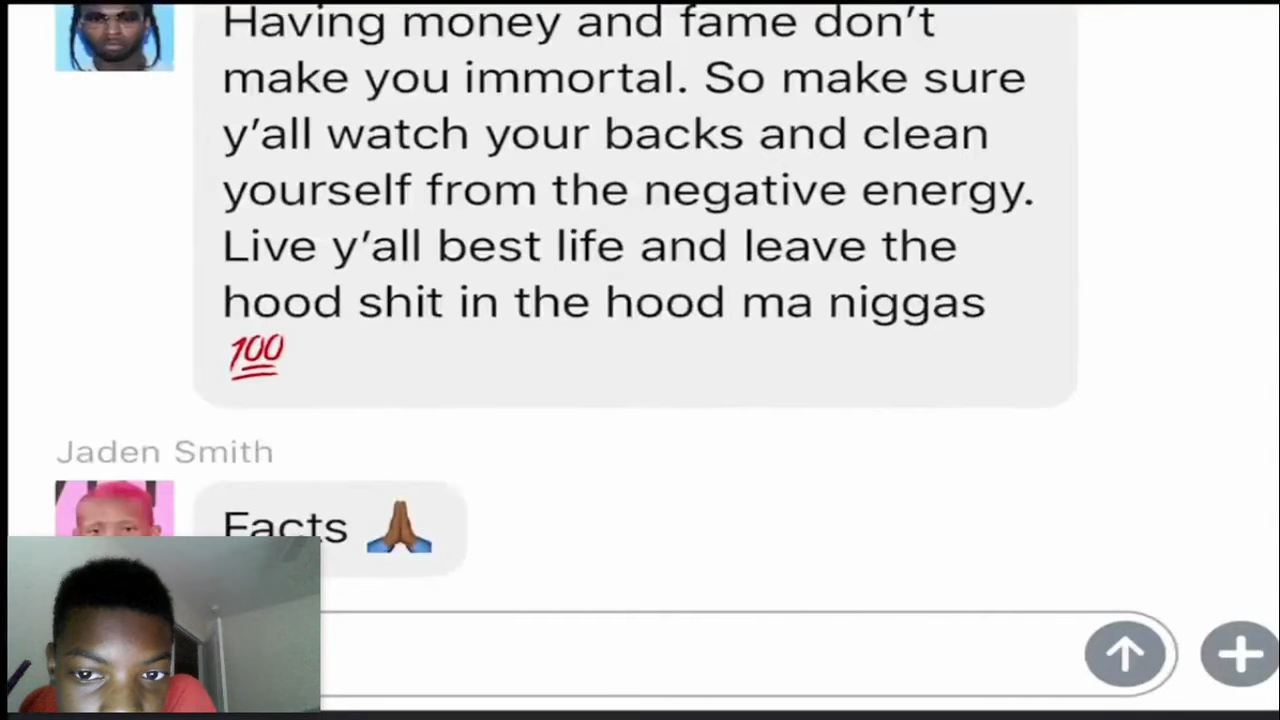 Having money and fame don’t
make you immortal. So make sure
y’all watch your backs and clean
yourself from the negative energy.
Live y’all best life and leave the
hood shit in the hood ma niggas
💯
Jaden Smith
Facts 🙏🏾